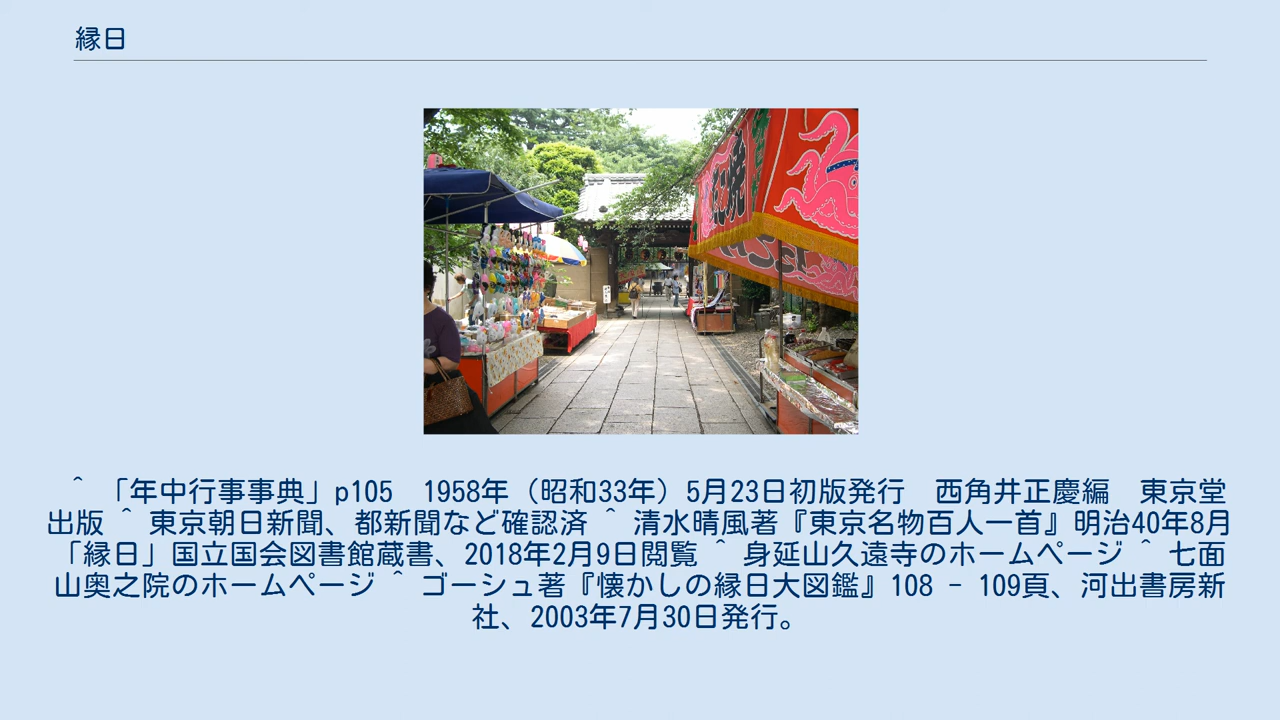 縁日
たこ焼
＾ 「年中行事事典」p105　1958年（昭和33年）5月23日初版発行　西角井正慶編　東京堂
出版 ＾ 東京朝日新聞、都新聞など確認済 ＾ 清水晴風著『東京名物百人一首』明治40年8月
「縁日」国立国会図書館蔵書、2018年2月9日閲覧 ＾ 身延山久遠寺のホームページ ＾ 七面
山奥之院のホームページ ＾ ゴーシュ著『懐かしの縁日大図鑑』108 - 109頁、河出書房新
社、2003年7月30日発行。